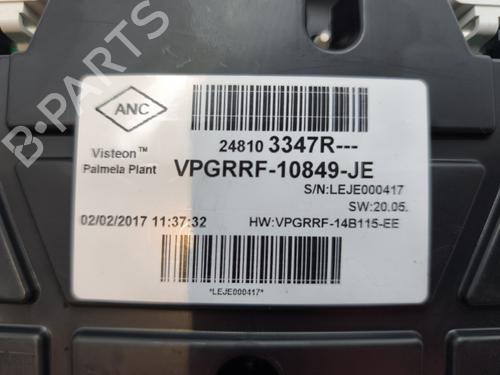 ANC
24810 3347R---
Visteon™
Palmela Plant
VPGRRF-10849-JE
S/N:LEJE000417
SW:20.05.
02/02/2017 11:37:32
HW:VPGRRF-14B115-EE
*LEJE000417*
B-PARTS